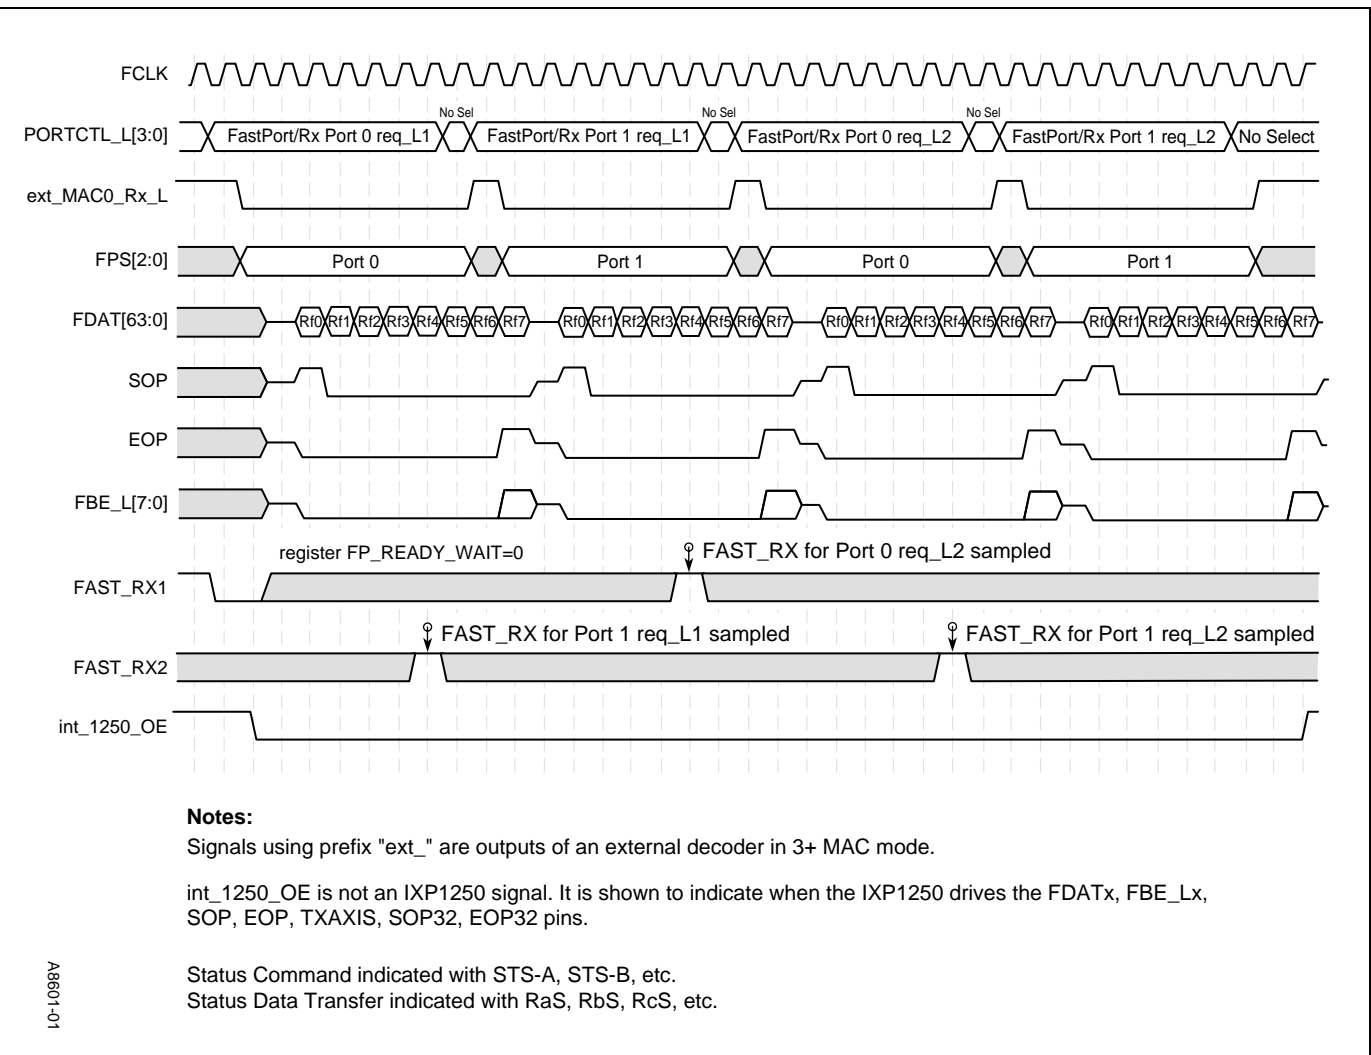 FCLK
No Sel No Sel No Sel
PORTCTL_L[3:0] FastPort/Rx Port 0 req_L1 FastPort/Rx Port 1 req_L1 FastPort/Rx Port 0 req_L2 FastPort/Rx Port 1 req_L2 No Select
ext_MAC0_Rx_L
FPS[2:0] Port 0 Port 1 Port 0 Port 1
FDAT[63:0] Rf0 Rf1 Rf2 Rf3 Rf4 Rf5 Rf6 Rf7 Rf0 Rf1 Rf2 Rf3 Rf4 Rf5 Rf6 Rf7 Rf0 Rf1 Rf2 Rf3 Rf4 Rf5 Rf6 Rf7 Rf0 Rf1 Rf2 Rf3 Rf4 Rf5 Rf6 Rf7
SOP
EOP
FBE_L[7:0]
register FP_READY_WAIT=0 FAST_RX for Port 0 req_L2 sampled
FAST_RX1
FAST_RX for Port 1 req_L1 sampled FAST_RX for Port 1 req_L2 sampled
FAST_RX2
int_1250_OE
Notes:
Signals using prefix "ext_" are outputs of an external decoder in 3+ MAC mode.
int_1250_OE is not an IXP1250 signal. It is shown to indicate when the IXP1250 drives the FDATx, FBE_Lx,
SOP, EOP, TXAXIS, SOP32, EOP32 pins.
Status Command indicated with STS-A, STS-B, etc.
Status Data Transfer indicated with RaS, RbS, RcS, etc.
A8601-01